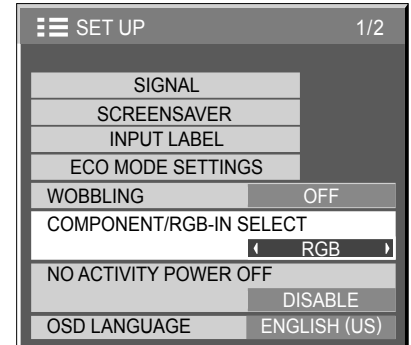 SET UP 1/2
SIGNAL
SCREENSAVER
INPUT LABEL
ECO MODE SETTINGS
WOBBLING OFF
COMPONENT/RGB-IN SELECT
RGB
NO ACTIVITY POWER OFF
DISABLE
OSD LANGUAGE ENGLISH (US)